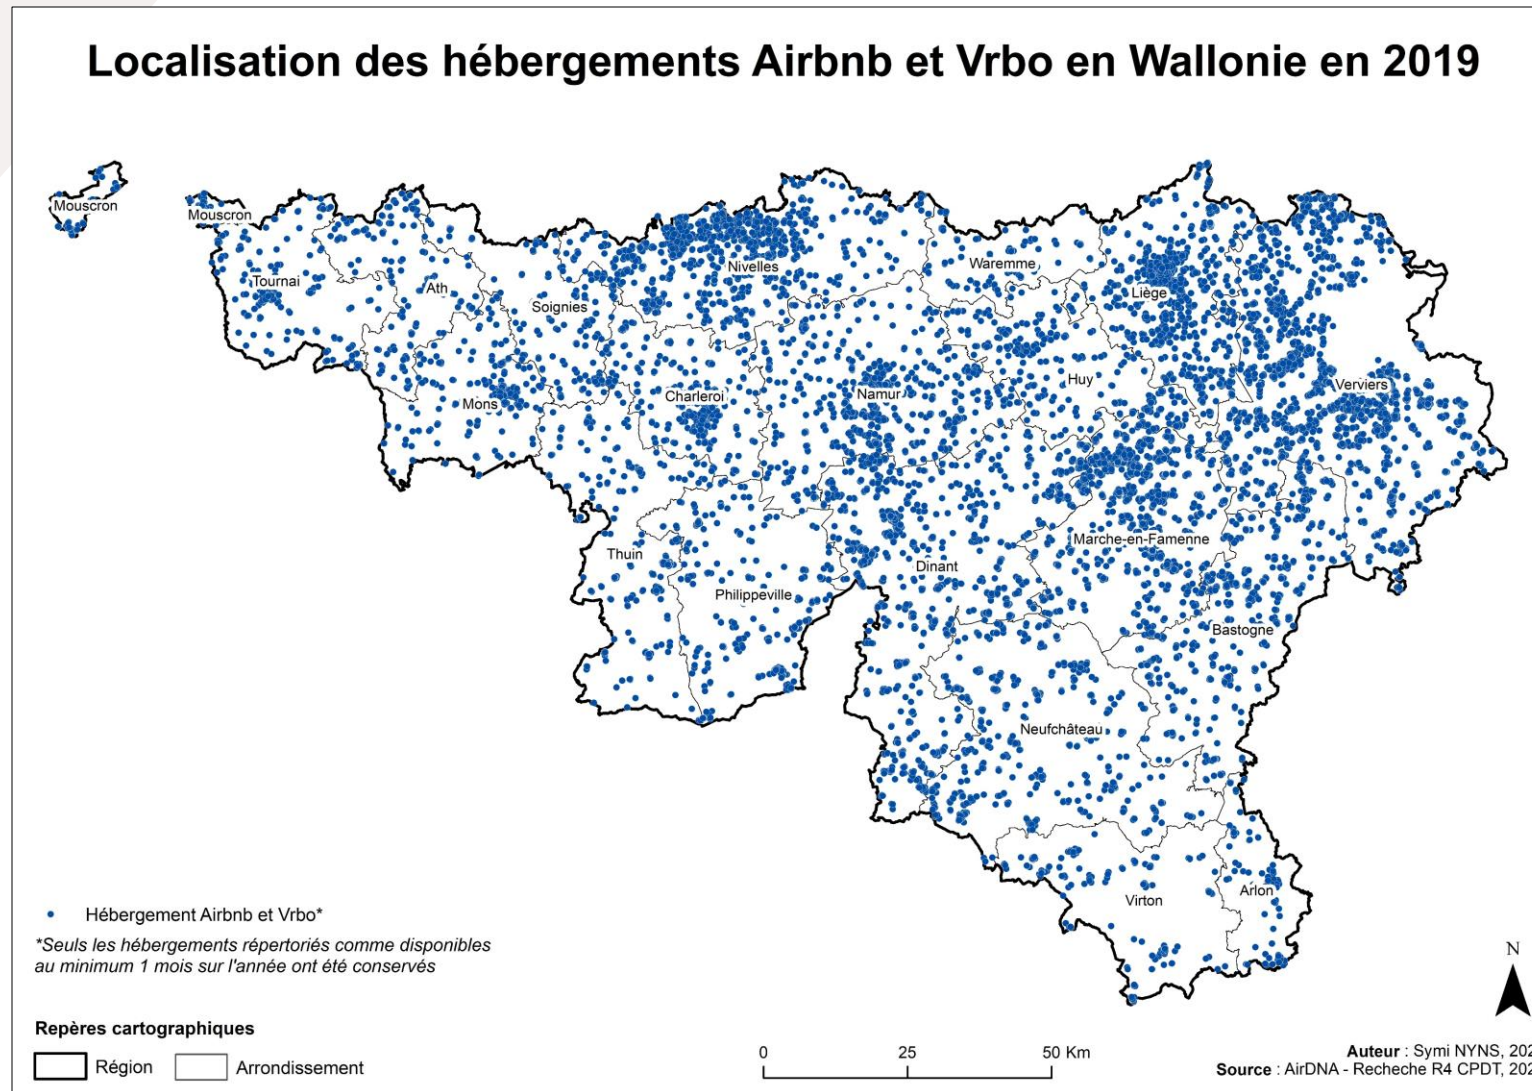 Localisation des hébergements Airbnb et Vrbo en Wallonie en 2019
Mouscron
Mouscron
Tournai
Ath
Soignies
Nivelles
Waremme
Liège
Mons
Charleroi
Namur
Huy
Verviers
Thuin
Philippeville
Dinant
Marche-en-Famenne
Bastogne
Neufchâteau
Virton
Arlon
Hébergement Airbnb et Vrbo*
*Seuls les hébergements répertoriés comme disponibles
au minimum 1 mois sur l'année ont été conservés
Repères cartographiques
Région
Arrondissement
0 25 50 Km
N
Auteur : Symi NYNS, 202
Source : AirDNA - Recheche R4 CPDT, 202